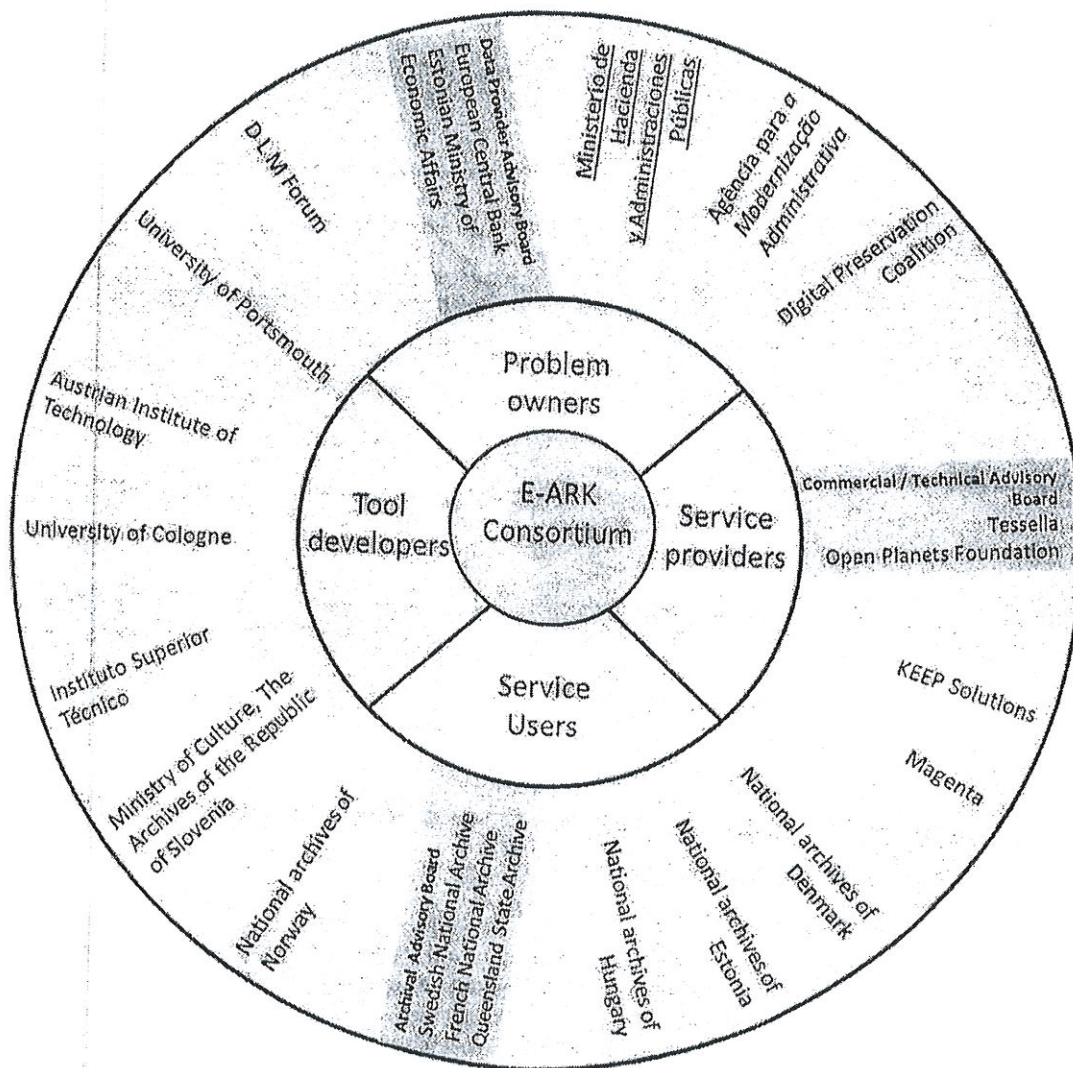 E-ARK
Consortium
Problem
owners
Service
providers
Service
Users
Tool
developers
Data Provider Advisory Board
European Central Bank
Estonian Ministry of
Economic Affairs
Ministerio de
Hacienda
y Administraciones
Públicas
Agência para a
Modernização
Administrativa
Digital Preservation
Coalition
Commercial / Technical Advisory
Board
Tessella
Open Planets Foundation
KEEP Solutions
Magenta
National archives of
Denmark
National archives of
Estonia
National archives of
Hungary
Archival Advisory Board
Swedish National Archive
French National Archive
Queensland State Archive
National archives of
Norway
Ministry of Culture, The
Archives of the Republic
of Slovenia
Instituto Superior
Técnico
University of Cologne
Austrian Institute of
Technology
University of Portsmouth
D L M Forum